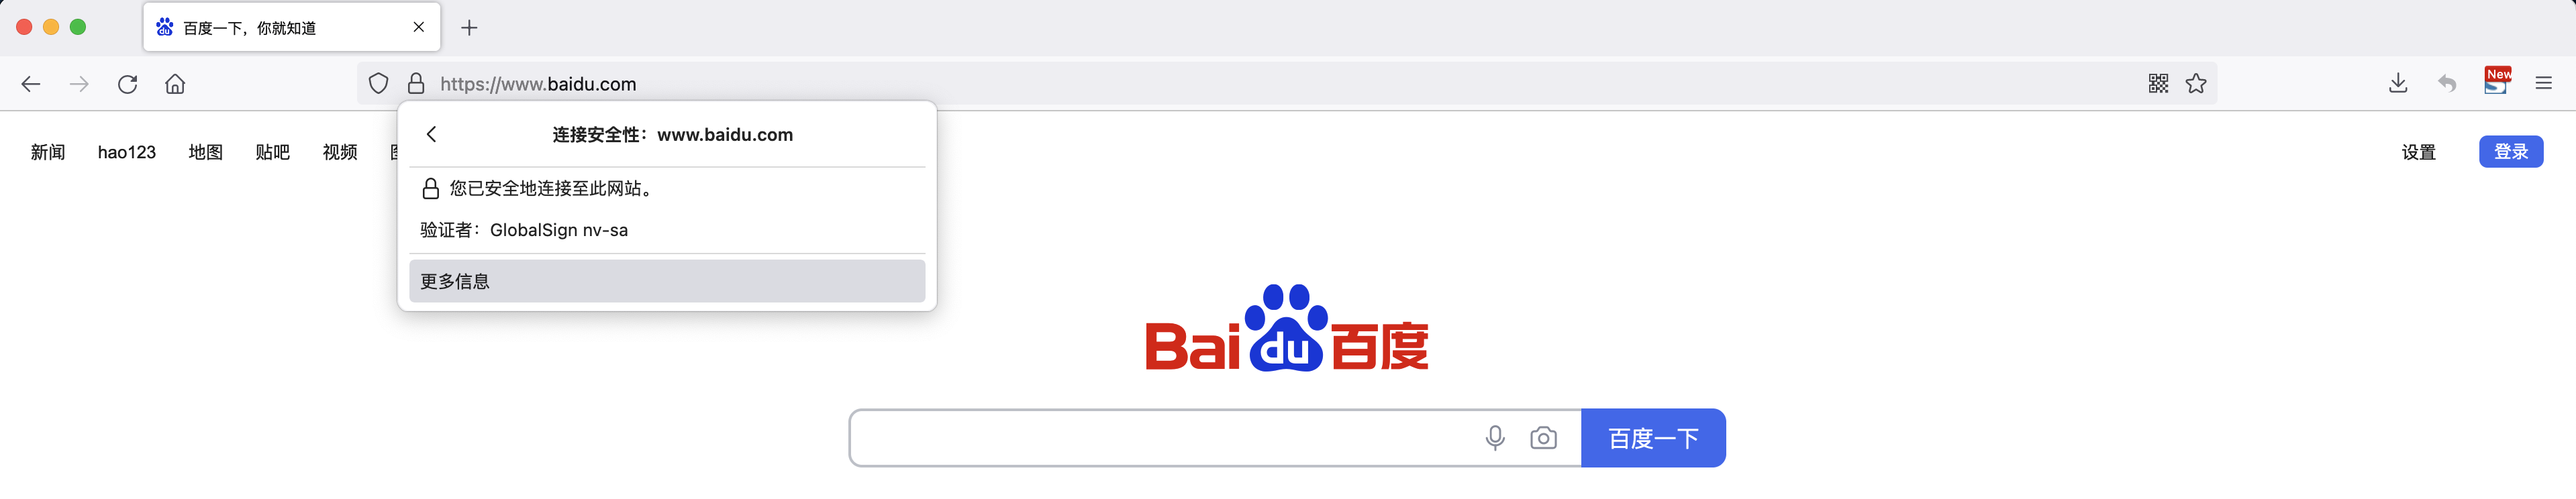 百度一下，你就知道
https://www.baidu.com
New
连接安全性：www.baidu.com
您已安全地连接至此网站。
验证者：GlobalSign nv-sa
更多信息
新闻 hao123 地图 贴吧 视频
设置 登录
Bai du 百度
百度一下